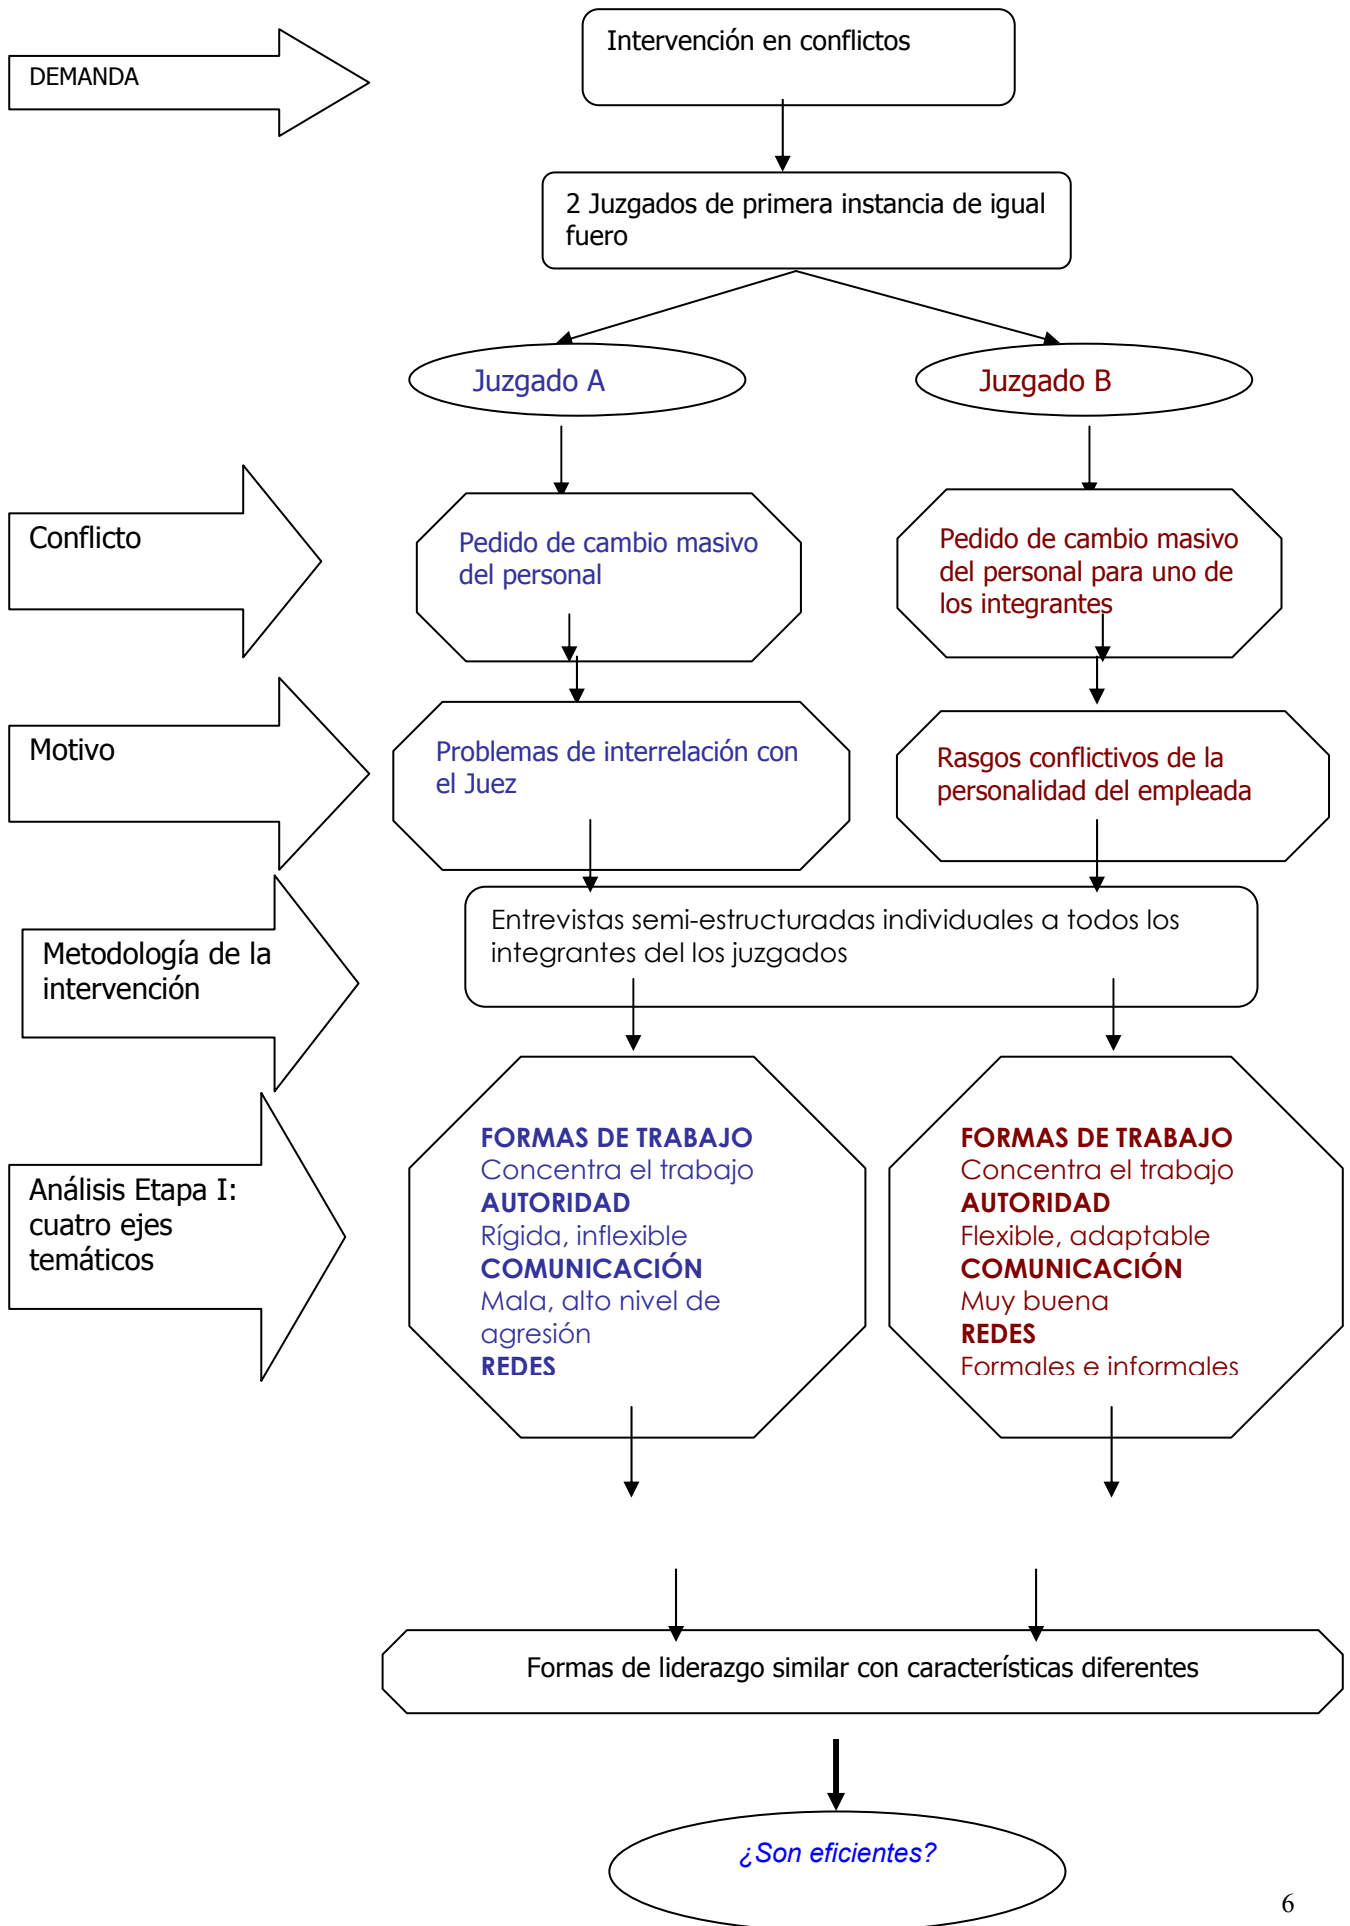 DEMANDA
Intervención en conflictos
2 Juzgados de primera instancia de igual
fuero
Juzgado A
Juzgado B
Conflicto
Pedido de cambio masivo
del personal
Pedido de cambio masivo
del personal para uno de
los integrantes
Motivo
Problemas de interrelación con
el Juez
Rasgos conflictivos de la
personalidad del empleada
Metodología de la
intervención
Entrevistas semi-estructuradas individuales a todos los
integrantes del los juzgados
Análisis Etapa I:
cuatro ejes
temáticos
FORMAS DE TRABAJO
Concentra el trabajo
AUTORIDAD
Rígida, inflexible
COMUNICACIÓN
Mala, alto nivel de
agresión
REDES
FORMAS DE TRABAJO
Concentra el trabajo
AUTORIDAD
Flexible, adaptable
COMUNICACIÓN
Muy buena
REDES
Formales e informales
Formas de liderazgo similar con características diferentes
¿Son eficientes?
6